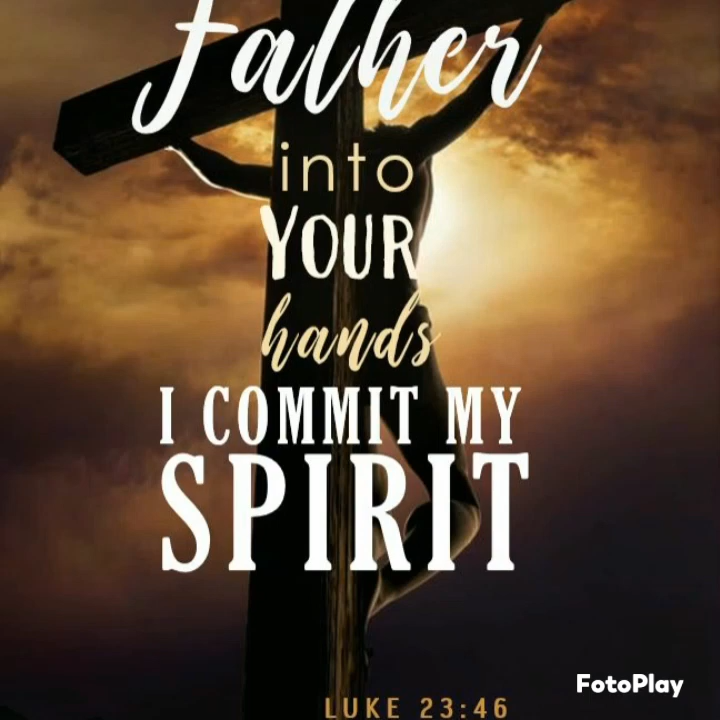 Father
into
YOUR
hands
I COMMIT MY
SPIRIT
FotoPlay
LUKE 23:46